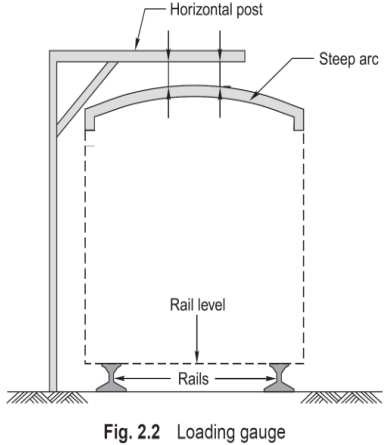 Horizontal post
Steep arc
Rail level
Rails
Fig. 2.2 Loading gauge